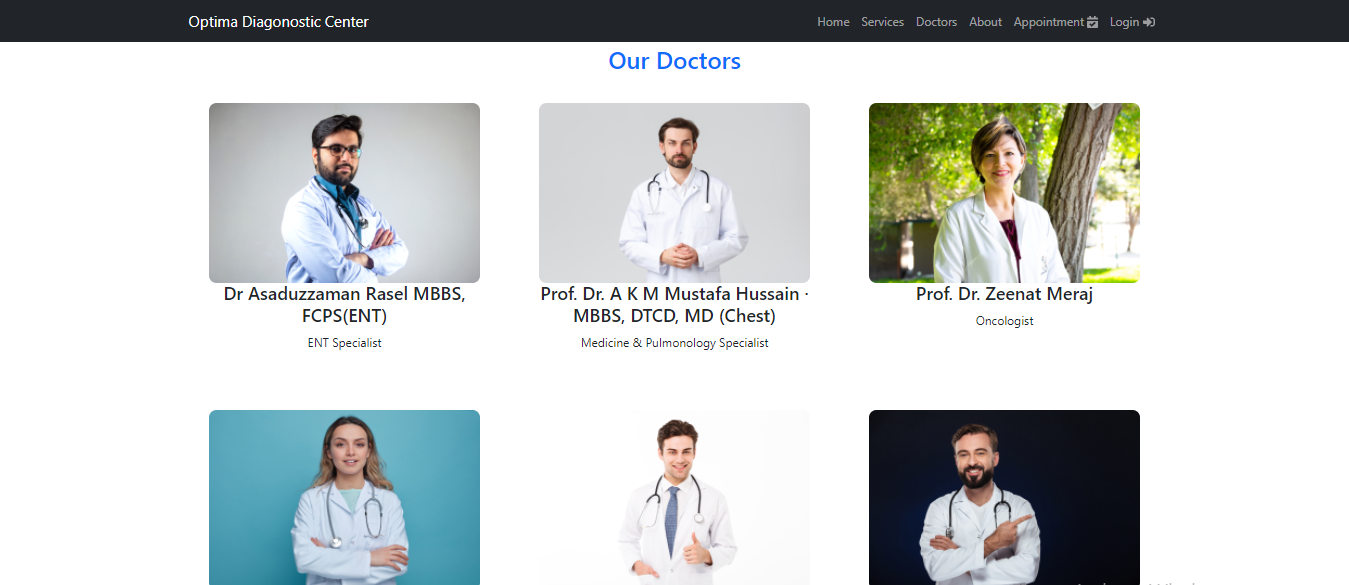 Optima Diagonostic Center
Home Services Doctors About Appointment Login
Our Doctors
Dr Asaduzzaman Rasel MBBS,
FCPS(ENT)
ENT Specialist
Prof. Dr. A K M Mustafa Hussain ·
MBBS, DTCD, MD (Chest)
Medicine & Pulmonology Specialist
Prof. Dr. Zeenat Meraj
Oncologist